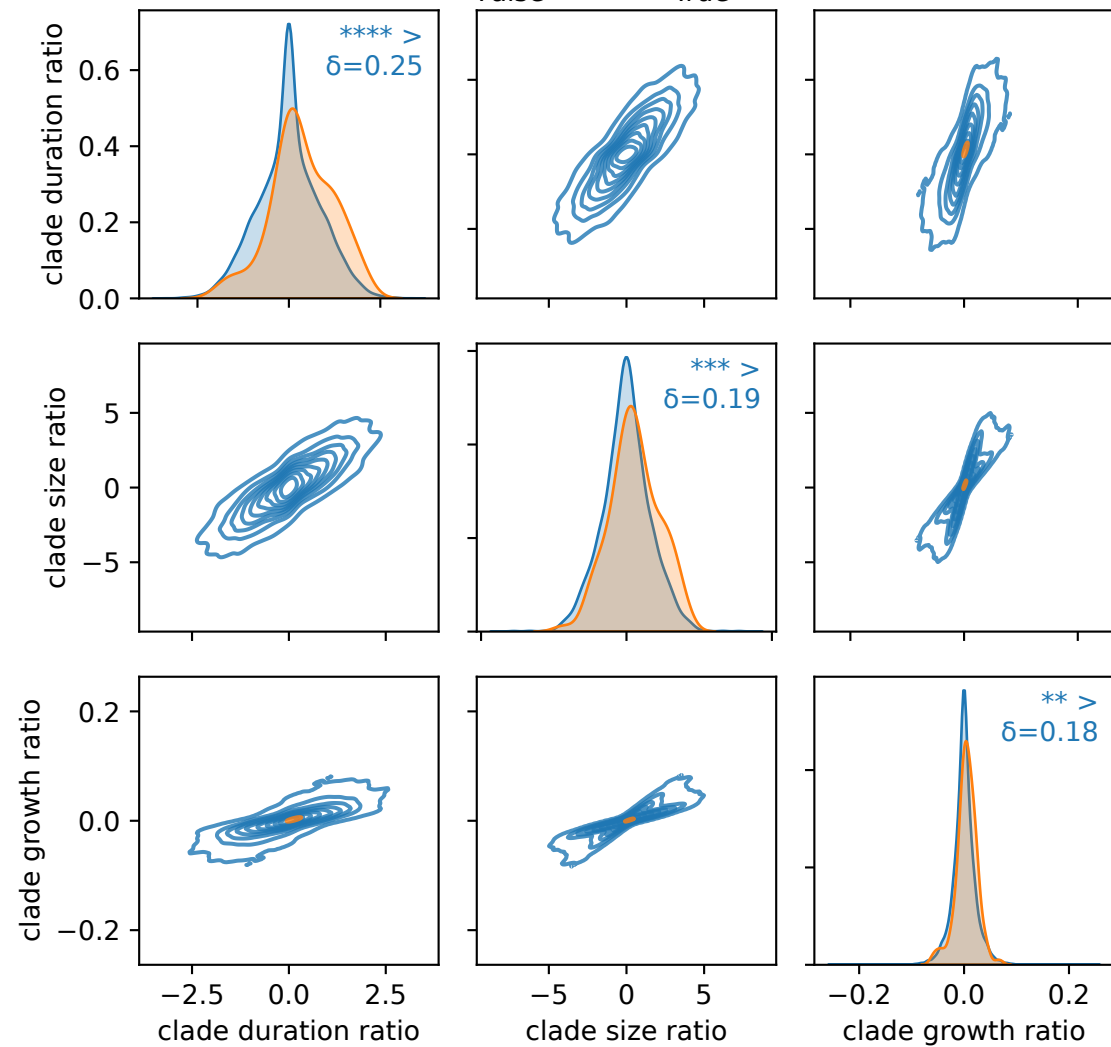 **** >
δ=0.25
clade duration ratio
0.6
0.4
0.2
0.0
*** >
δ=0.19
clade size ratio
5
0
−5
** >
δ=0.18
clade growth ratio
0.2
0.0
−0.2
−2.5 0.0 2.5
−5 0 5
−0.2 0.0 0.2
clade duration ratio
clade size ratio
clade growth ratio